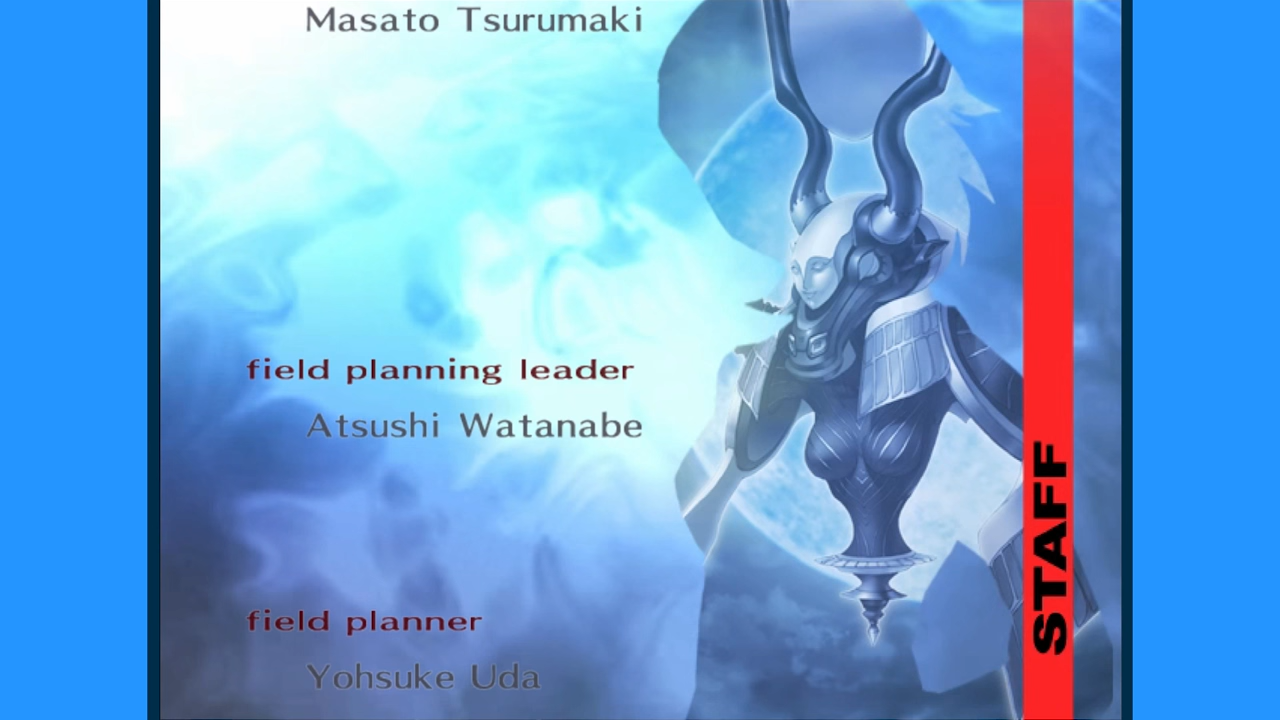 Masato Tsurumaki
field planning leader
Atsushi Watanabe
field planner
Yohsuke Uda
STAFF